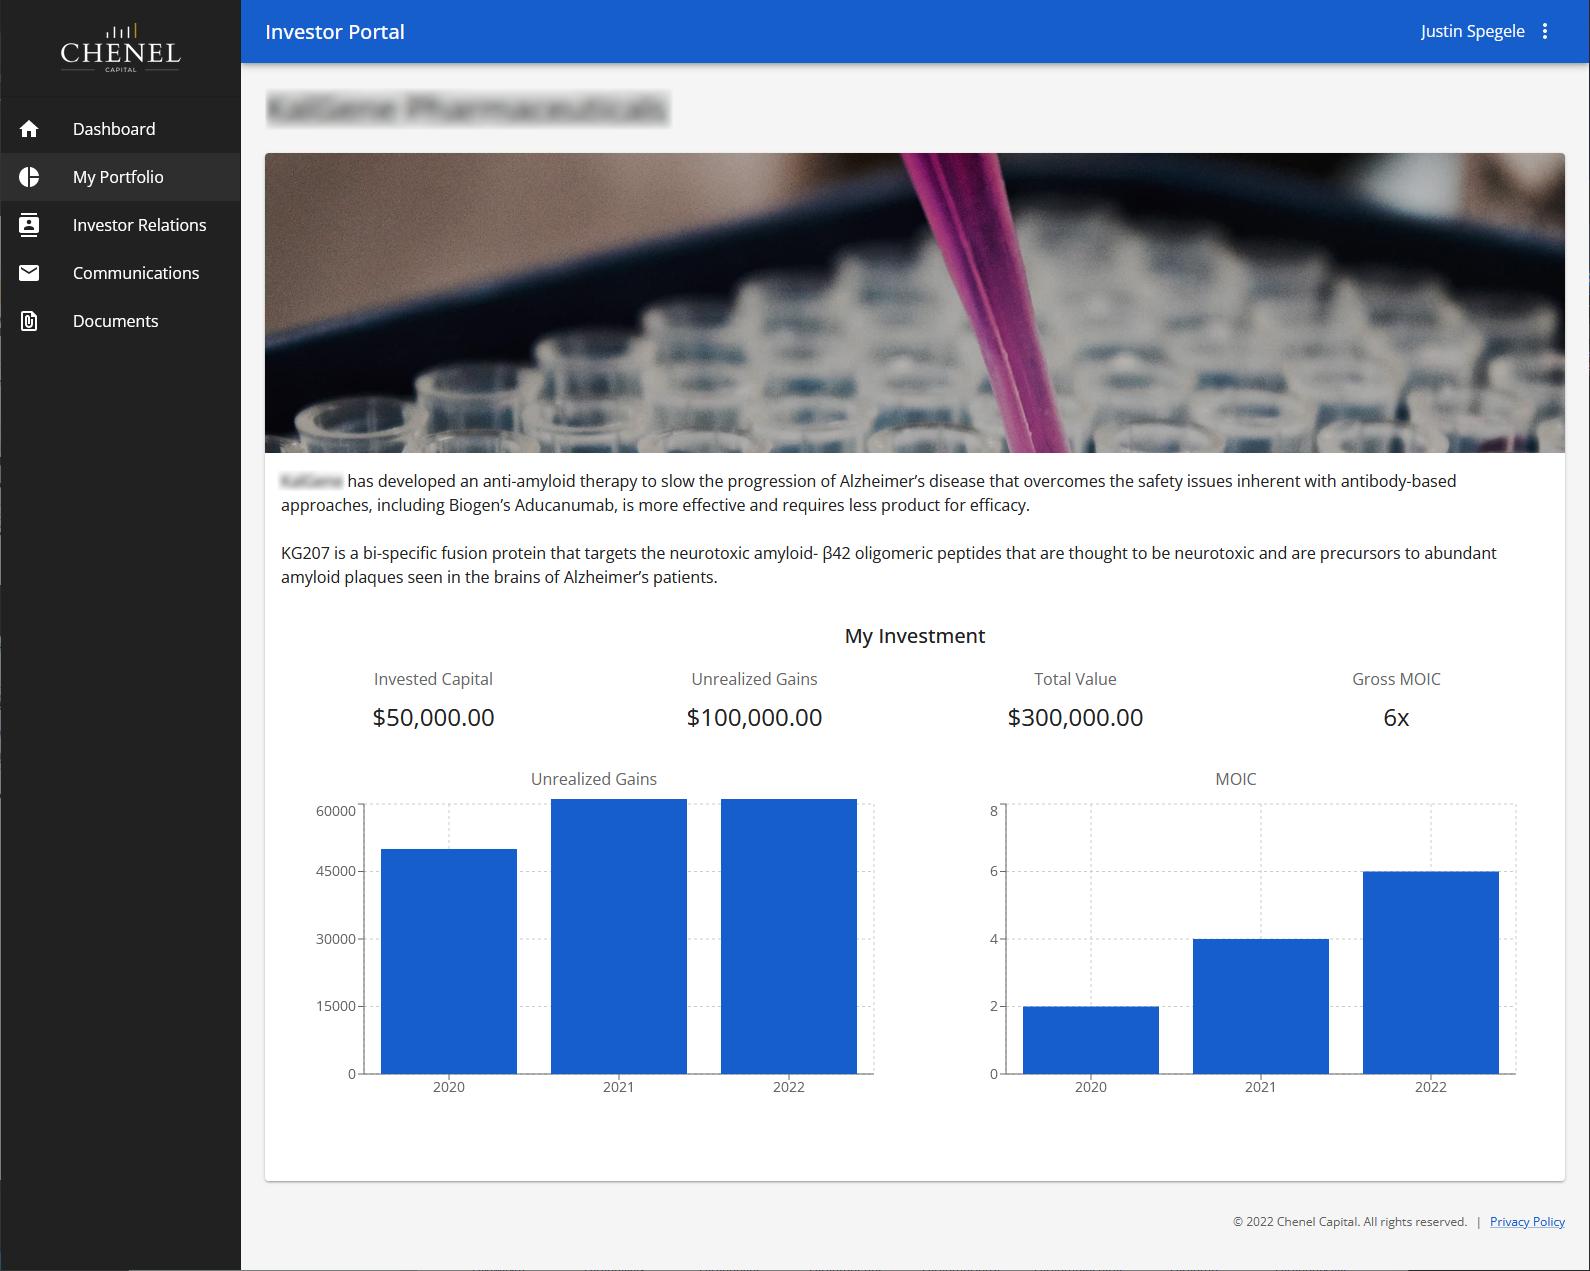 CHENEL
CAPITAL
Investor Portal
Justin Spegele
Dashboard
My Portfolio
Investor Relations
Communications
Documents
KalGene Pharmaceuticals
KalGene has developed an anti-amyloid therapy to slow the progression of Alzheimer’s disease that overcomes the safety issues inherent with antibody-based
approaches, including Biogen’s Aducanumab, is more effective and requires less product for efficacy.
KG207 is a bi-specific fusion protein that targets the neurotoxic amyloid- β42 oligomeric peptides that are thought to be neurotoxic and are precursors to abundant
amyloid plaques seen in the brains of Alzheimer’s patients.
My Investment
Invested Capital Unrealized Gains Total Value Gross MOIC
$50,000.00 $100,000.00 $300,000.00 6x
Unrealized Gains
60000
45000
30000
15000
0
2020 2021 2022
MOIC
8
6
4
2
0
2020 2021 2022
© 2022 Chenel Capital. All rights reserved. | Privacy Policy